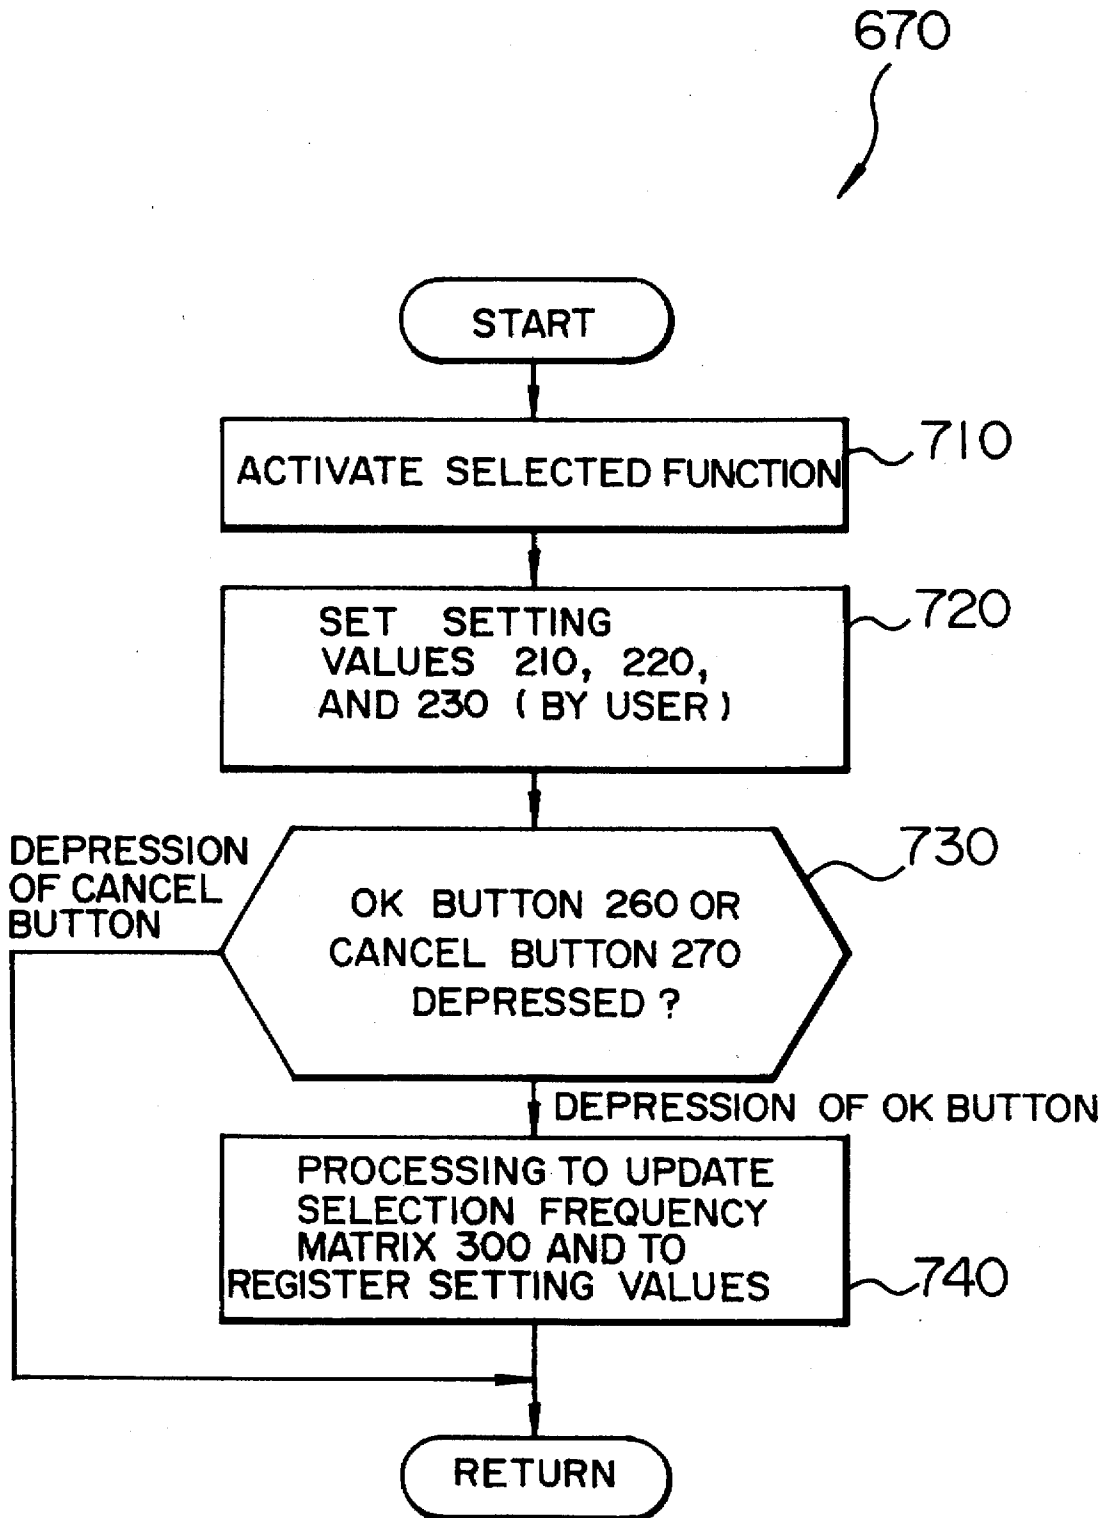 670
START
ACTIVATE SELECTED FUNCTION
710
SET SETTING
VALUES 210, 220,
AND 230 (BY USER)
720
DEPRESSION
OF CANCEL
BUTTON
OK BUTTON 260 OR
CANCEL BUTTON 270
DEPRESSED ?
730
DEPRESSION OF OK BUTTON
PROCESSING TO UPDATE
SELECTION FREQUENCY
MATRIX 300 AND TO
REGISTER SETTING VALUES
740
RETURN